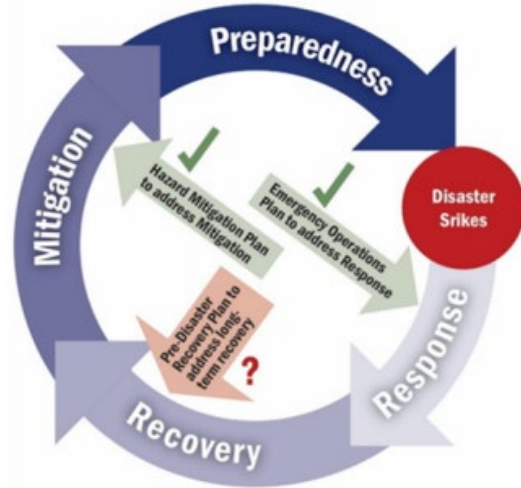 Preparedness
Disaster
Srikes
Response
Recovery
Mitigation
Hazard Mitigation Plan
to address Mitigation
Emergency Operations
Plan to address Response
Pre-Disaster
Recovery Plan to
address long-
term recovery
?